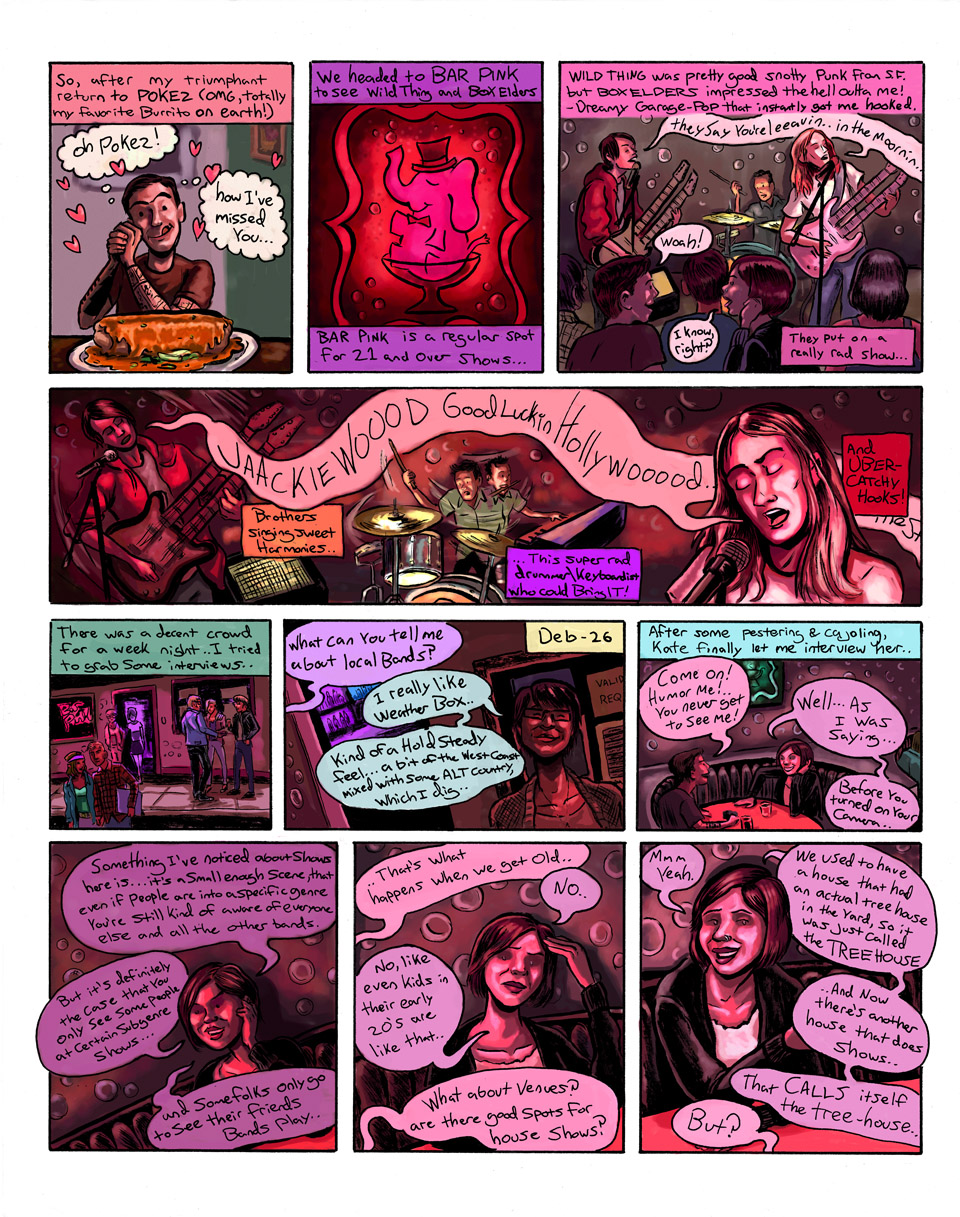 So, after my triumphant
return to POKEZ (OMG, totally
my favorite Burrito on earth!)
oh Pokez!
how I've
missed
You...
We headed to BAR PINK
to see Wild Thing and Box Elders
BAR PINK is a regular spot
for 21 and over shows...
WILD THING was pretty good snotty, Punk from S.F.
but BOX ELDERS impressed the hell outta me!
-Dreamy Garage-Pop that instantly got me hooked.
they Say You're leeavin.. in the Moornin..
Woah!
I know,
right?
They put on a
really rad show...
JAACKIE WOOOD Good Luck in Hollywooood..
Brothers
singing sweet
Harmonies..
...This super rad
drummer\Keyboardist
who could Bring IT!
And
UBER-
CATCHY
HOOKS!
The St
There was a decent crowd
for a week night..I tried
to grab some interviews..
BAR
PINK
What can You tell me
about local Bands?
Deb-26
I really like
Weather Box..
VALID
REQ
Kind of a Hold Steady
feel... a bit of the West Coast
mixed with some ALT country,
which I dig..
After some pestering & cajoling,
Kate finally let me interview her..
Come on!
Humor Me!..
You never get
to see Me!
Well... As
I was
Saying...
Before You
turned on Your
Camera..
Something I've noticed about Shows
here is...it's a Small enough Scene, that
even if People are into a specific genre
You're Still Kind of aware of everyone
else and all the other bands.
But it's definitely
the case that You
only see Some People
at Certain Subgenre
Shows...
and Some folks only go
to See their friends
Bands Play..
..That's What
happens When we get Old..
No..
No, like
even kids in
their early
20's are
like that..
What about Venues?
are there good Spots for
house Shows?
Mmm
Yeah.
We used to have
a house that had
an actual tree house
in the Yard, so it
was Just called
the TREEHOUSE
..And Now
there's another
house that does
Shows..
That CALLS itself
the tree-house..
But?